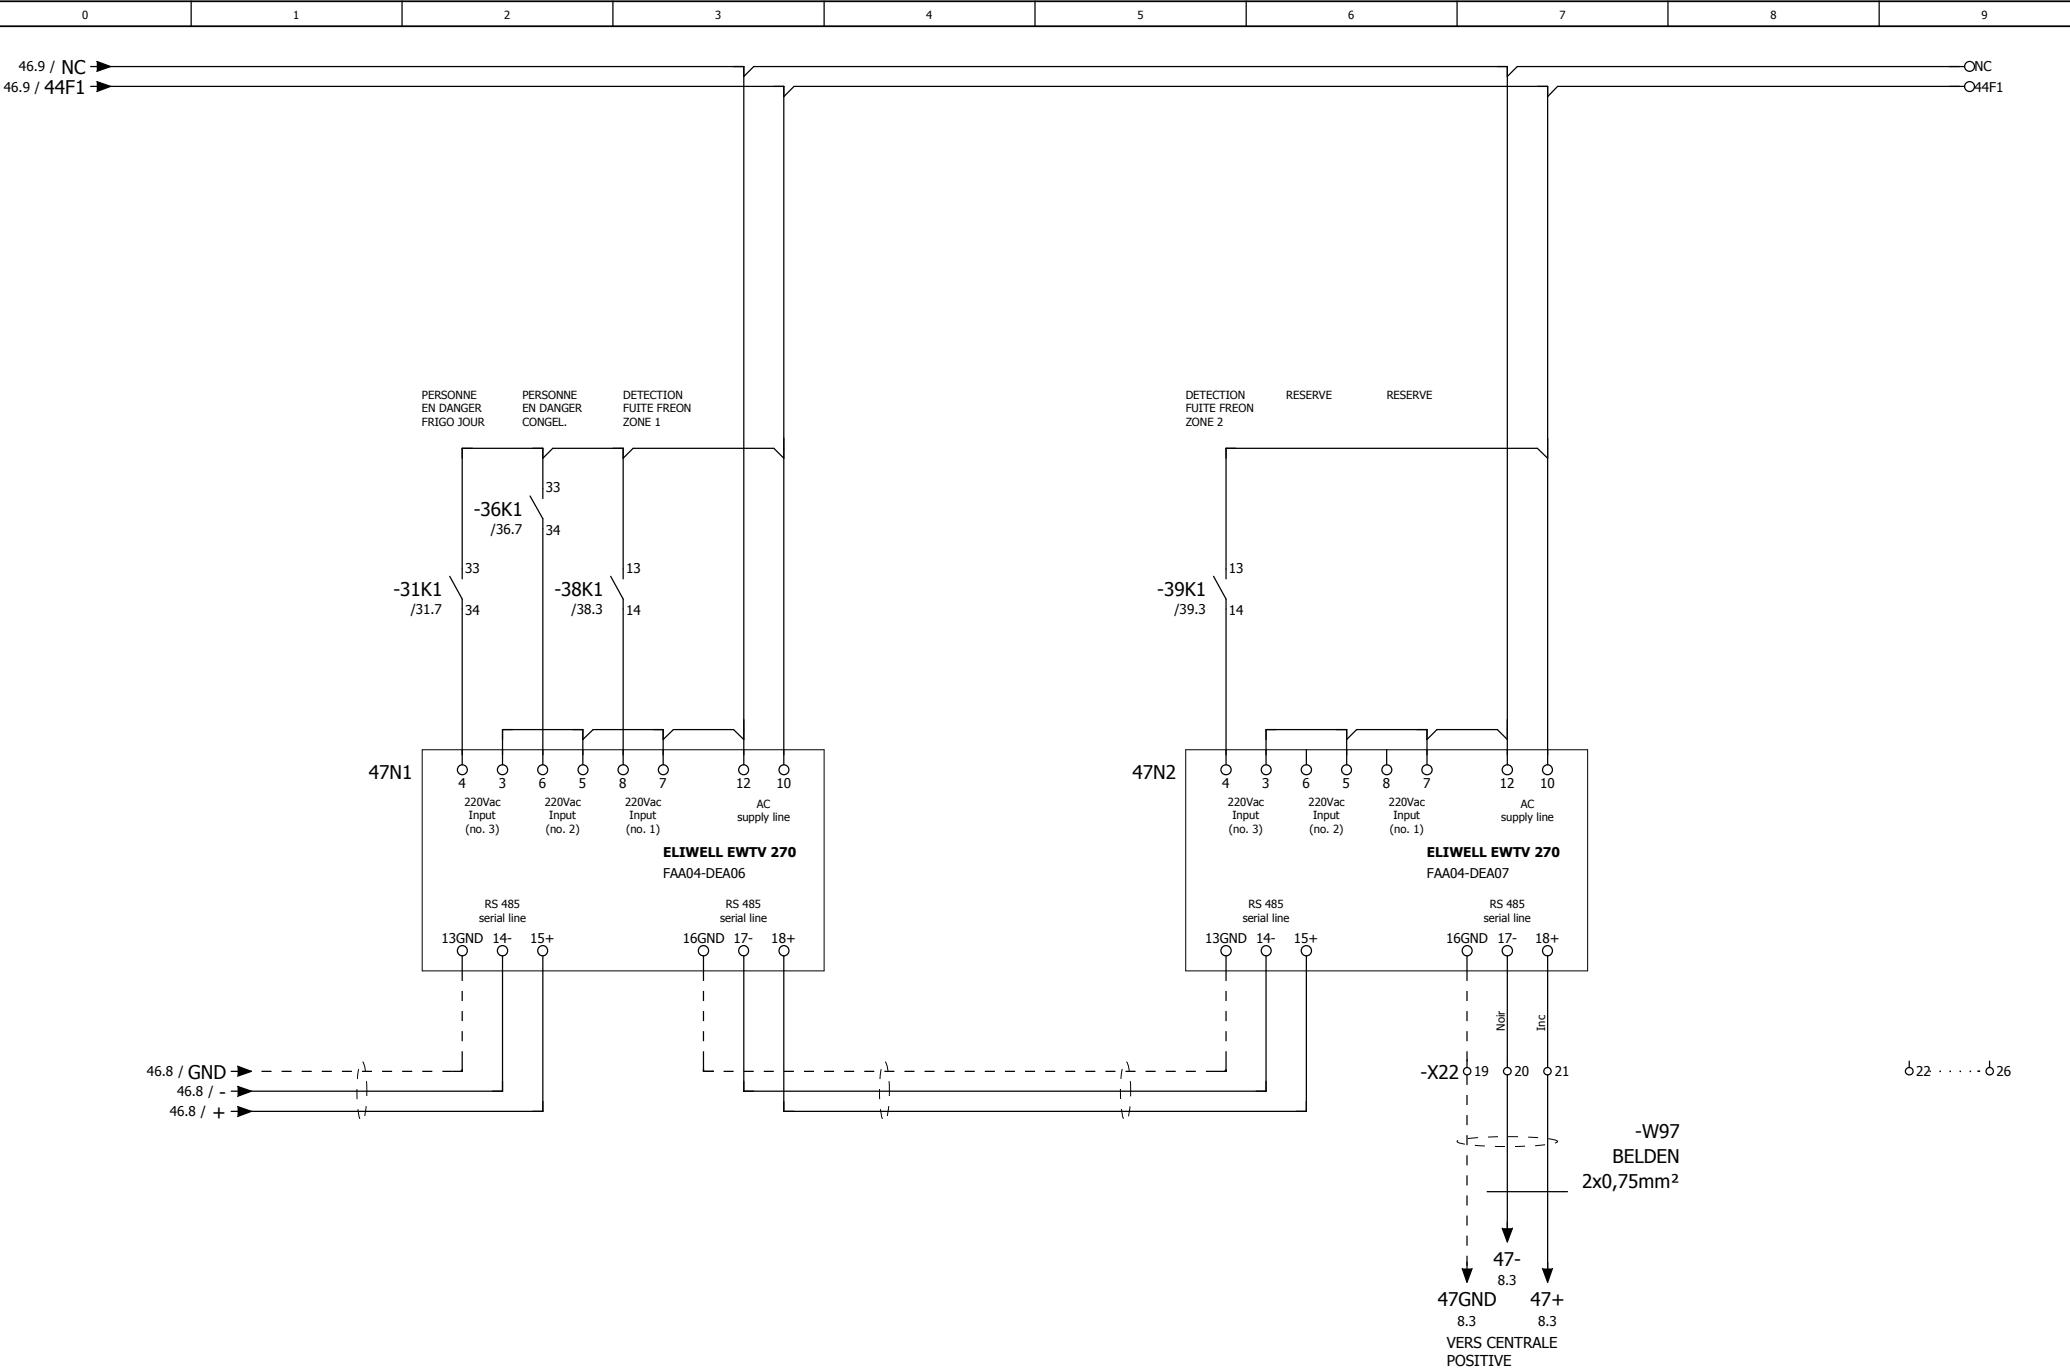 0 1 2 3 4 5 6 7 8 9
46.9 / NC
NC
46.9 / 44F1
44F1
PERSONNE
EN DANGER
FRIGO JOUR
PERSONNE
EN DANGER
CONGEL.
DETECTION
FUITE FREON
ZONE 1
DETECTION
FUITE FREON
ZONE 2
RESERVE
RESERVE
33
-36K1
/36.7
34
33
-31K1
/31.7
34
13
-38K1
/38.3
14
13
-39K1
/39.3
14
47N1
4 3 6 5 8 7 12 10
220Vac
Input
(no. 3)
220Vac
Input
(no. 2)
220Vac
Input
(no. 1)
AC
supply line
ELIWELL EWTV 270
FAA04-DEA06
RS 485
serial line
RS 485
serial line
13GND 14- 15+
16GND 17- 18+
47N2
4 3 6 5 8 7 12 10
220Vac
Input
(no. 3)
220Vac
Input
(no. 2)
220Vac
Input
(no. 1)
AC
supply line
ELIWELL EWTV 270
FAA04-DEA07
RS 485
serial line
RS 485
serial line
13GND 14- 15+
16GND 17- 18+
Noir
Inc
46.8 / GND
46.8 / -
46.8 / +
-X22 19 20 21
22 26
-W97
BELDEN
2x0,75mm²
47-
8.3
47GND
8.3
47+
8.3
VERS CENTRALE
POSITIVE